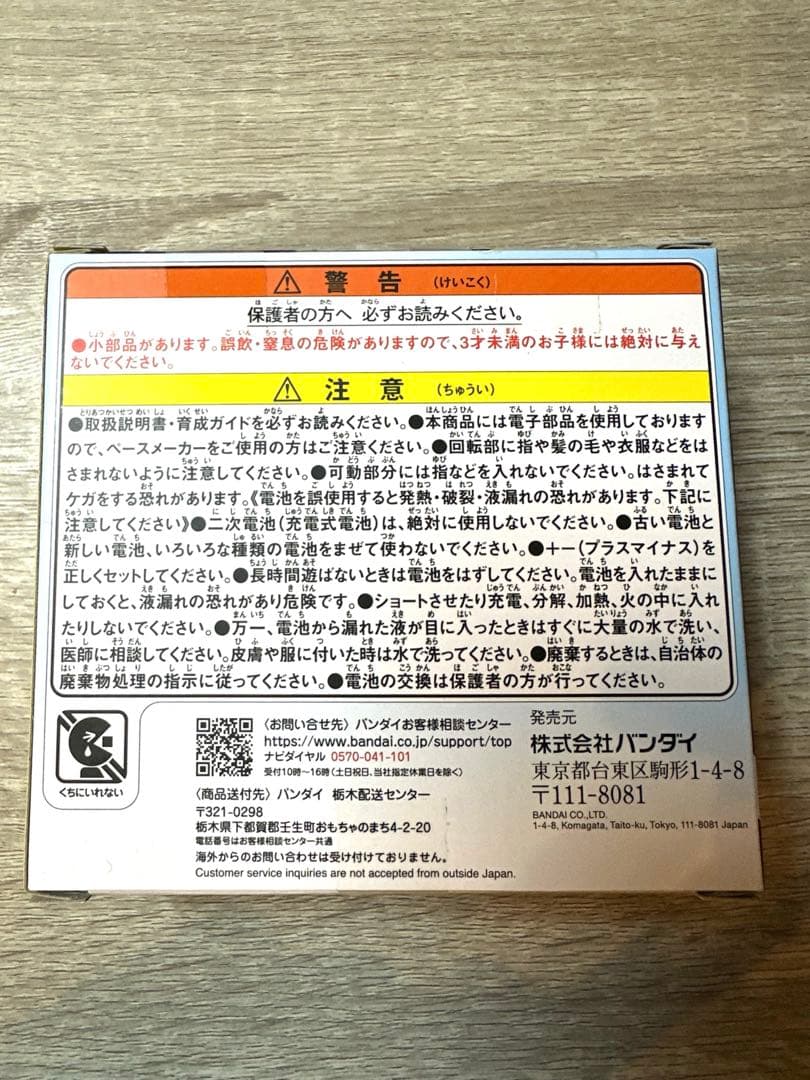 警告 (けいこく)
保護者の方へ 必ずお読みください。
●小部品があります。誤飲・窒息の危険がありますので、3才未満のお子様には絶対に与え
ないでください。
注意 (ちゅうい)
●取扱説明書・育成ガイドを必ずお読みください。●本商品には電子部品を使用しております
ので、ペースメーカーをご使用の方はご注意ください。●回転部に指や髪の毛や衣服などをは
さまれないように注意してください。●可動部分には指などを入れないでください。はさまれて
ケガをする恐れがあります。《電池を誤使用すると発熱・破裂・液漏れの恐れがあります。下記に
注意してください》●二次電池(充電式電池)は、絶対に使用しないでください。●古い電池と
新しい電池、いろいろな種類の電池をまぜて使わないでください。●+-(プラスマイナス)を
正しくセットしてください。●長時間遊ばないときは電池をはずしてください。電池を入れたままに
しておくと、液漏れの恐れがあり危険です。●ショートさせたり充電、分解、加熱、火の中に入れ
たりしないでください。●万一、電池から漏れた液が目に入ったときはすぐに大量の水で洗い、
医師に相談してください。皮膚や服に付いた時は水で洗ってください。●廃棄するときは、自治体の
廃棄物処理の指示に従ってください。●電池の交換は保護者の方が行ってください。
くちにいれない
〈お問い合せ先〉バンダイお客様相談センター
https://www.bandai.co.jp/support/top
ナビダイヤル 0570-041-101
受付10時~16時(土日祝日、当社指定休業日を除く)
〈商品送付先〉バンダイ 栃木配送センター
〒321-0298
栃木県下都賀郡壬生町おもちゃのまち4-2-20
電話番号はお客様相談センター共通
海外からのお問い合わせは受け付けておりません。
Customer service inquiries are not accepted from outside Japan.
発売元
株式会社バンダイ
東京都台東区駒形1-4-8
〒111-8081
BANDAI CO.,LTD.
1-4-8, Komagata, Taito-ku, Tokyo, 111-8081 Japan